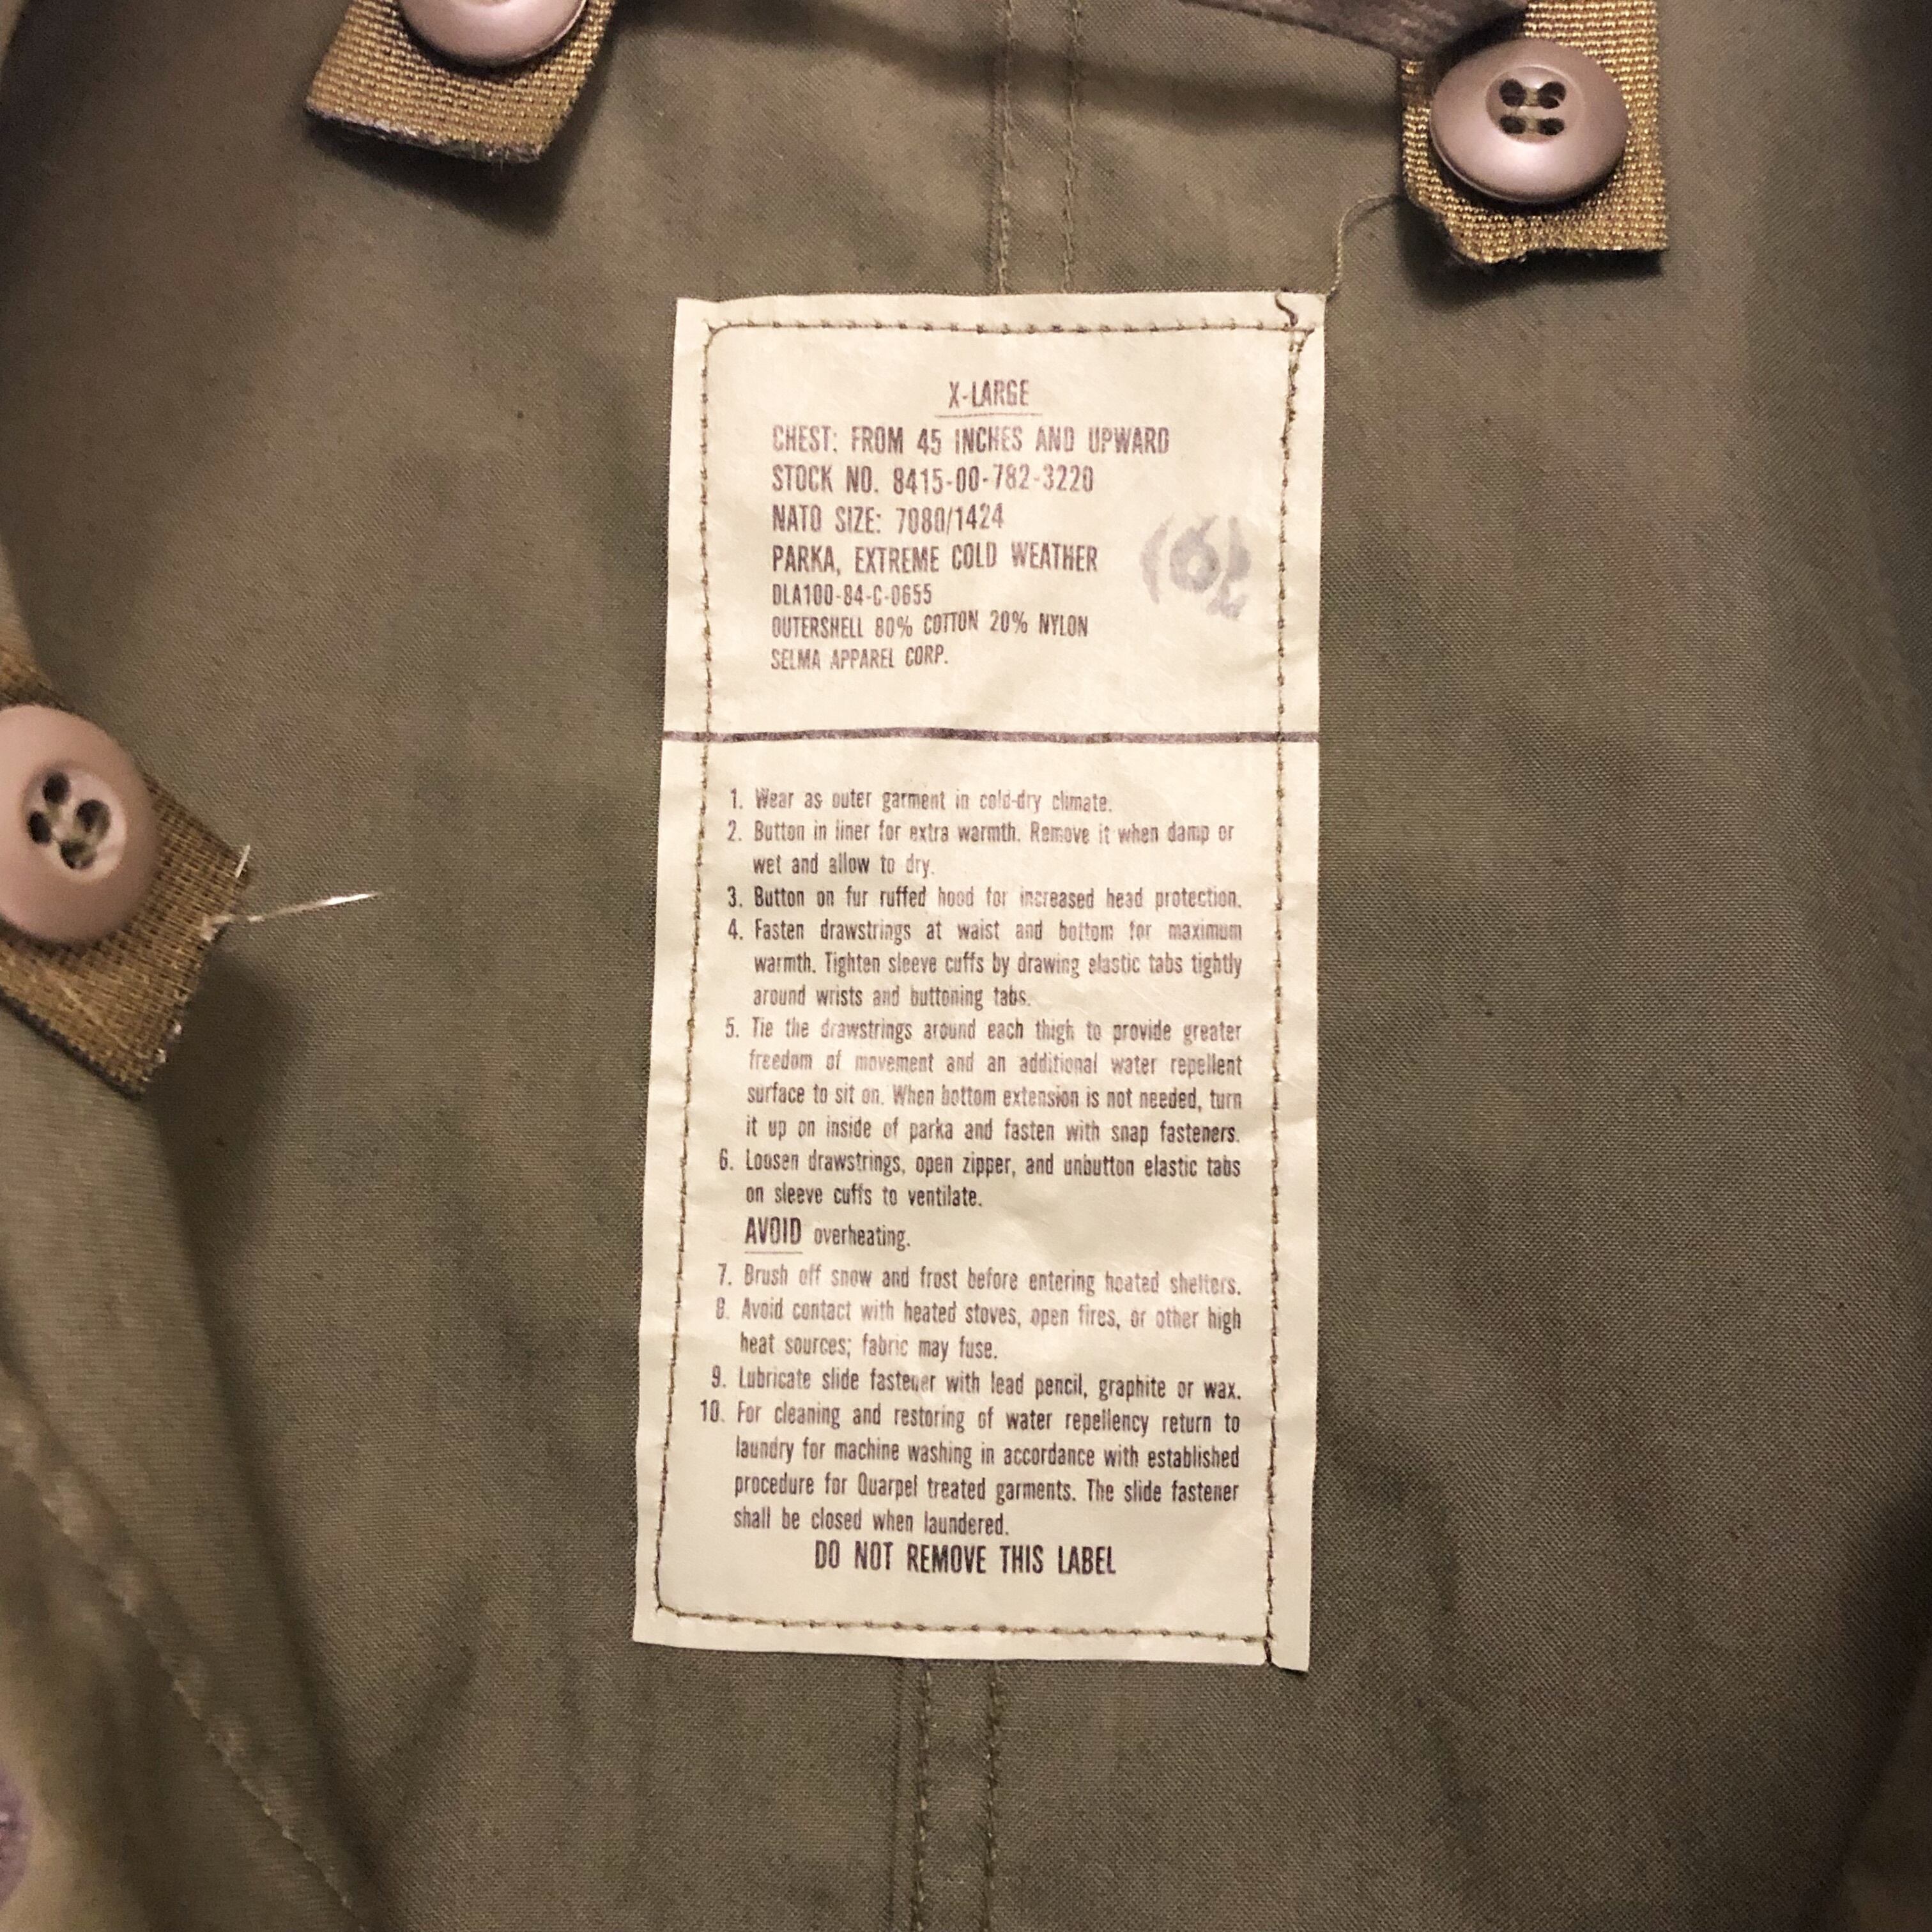 X-LARGE
CHEST: FROM 45 INCHES AND UPWARD
STOCK NO. 8415-00-782-3220
NATO SIZE: 7080/1424
PARKA, EXTREME COLD WEATHER
DLA100-84-C-0655
OUTERSHELL 80% COTTON 20% NYLON
SELMA APPAREL CORP.
1. Wear as outer garment in cold-dry climate.
2. Button in liner for extra warmth. Remove it when damp or
wet and allow to dry.
3. Button on fur ruffed hood for increased head protection.
4. Fasten drawstrings at waist and bottom for maximum
warmth. Tighten sleeve cuffs by drawing elastic tabs tightly
around wrists and buttoning tabs.
5. Tie the drawstrings around each thigh to provide greater
freedom of movement and an additional water repellent
surface to sit on. When bottom extension is not needed, turn
it up on inside of parka and fasten with snap fasteners.
6. Loosen drawstrings, open zipper, and unbutton elastic tabs
on sleeve cuffs to ventilate.
AVOID overheating.
7. Brush off snow and frost before entering heated shelters.
8. Avoid contact with heated stoves, open fires, or other high
heat sources; fabric may fuse.
9. Lubricate slide fastener with lead pencil, graphite or wax.
10. For cleaning and restoring of water repellency return to
laundry for machine washing in accordance with established
procedure for Quarpel treated garments. The slide fastener
shall be closed when laundered.
DO NOT REMOVE THIS LABEL